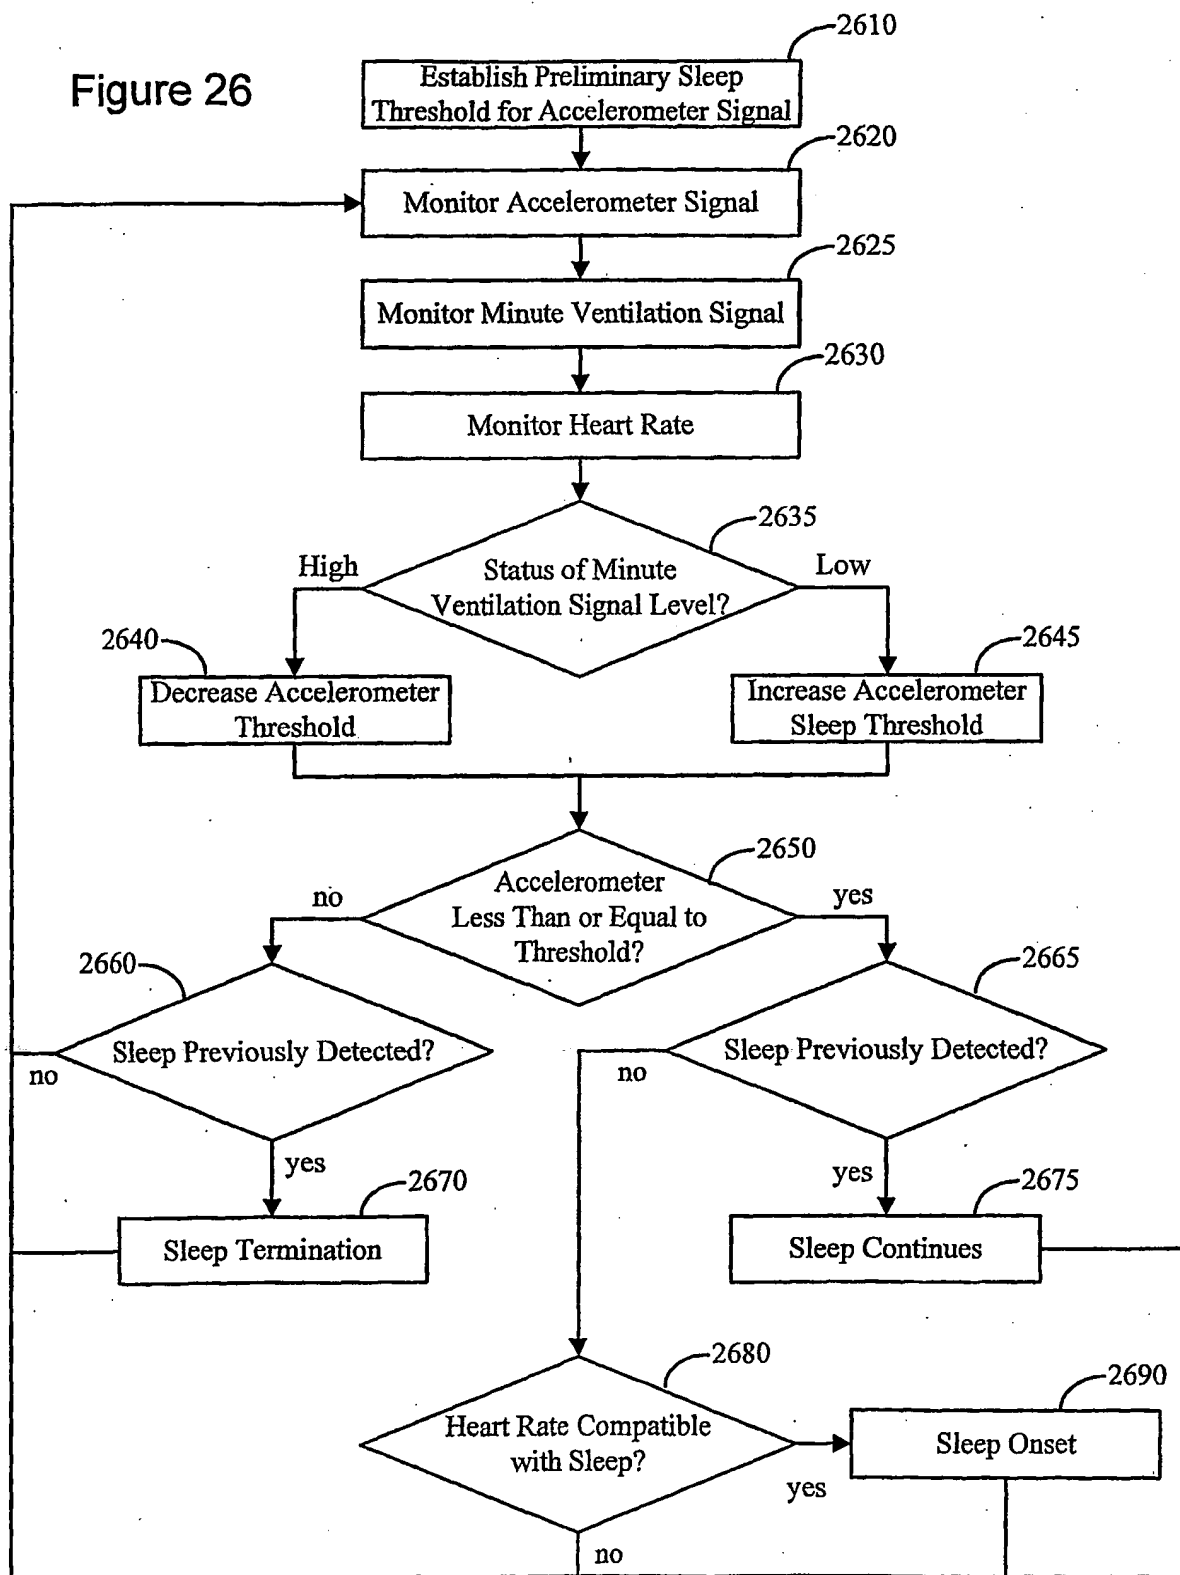 Figure 26
2610
Establish Preliminary Sleep
Threshold for Accelerometer Signal
2620
Monitor Accelerometer Signal
2625
Monitor Minute Ventilation Signal
2630
Monitor Heart Rate
2635
Status of Minute
Ventilation Signal Level?
High
Low
2640
Decrease Accelerometer
Threshold
2645
Increase Accelerometer
Sleep Threshold
2650
Accelerometer
Less Than or Equal to
Threshold?
no
yes
2660
Sleep Previously Detected?
no
yes
2665
Sleep Previously Detected?
no
yes
2670
Sleep Termination
2675
Sleep Continues
2680
Heart Rate Compatible
with Sleep?
yes
no
2690
Sleep Onset